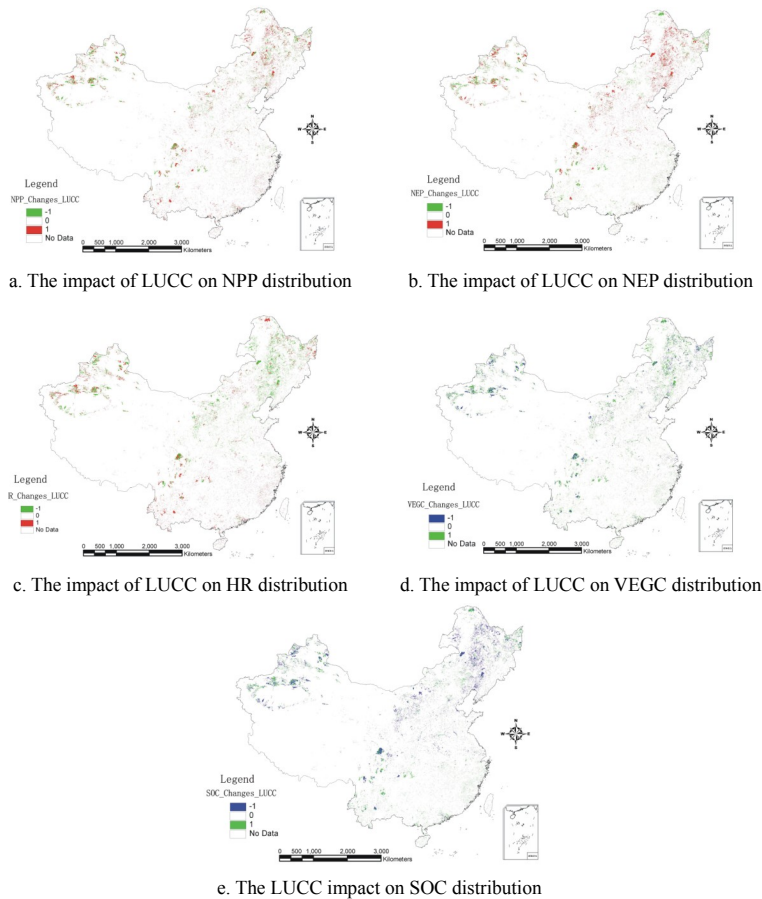 N
W E
S
Legend
NPP_Changes_LUCC
-1
0
1
No Data
0 500 1,000 2,000 3,000
Kilometers
a. The impact of LUCC on NPP distribution
N
W E
S
Legend
NEP_Changes_LUCC
-1
0
1
No Data
0 500 1,000 2,000 3,000
Kilometers
b. The impact of LUCC on NEP distribution
N
W E
S
Legend
R_Changes_LUCC
-1
0
1
No Data
0 500 1,000 2,000 3,000
Kilometers
c. The impact of LUCC on HR distribution
N
W E
S
Legend
VEGC_Changes_LUCC
-1
0
1
No Data
0 500 1,000 2,000 3,000
Kilometers
d. The impact of LUCC on VEGC distribution
N
W E
S
Legend
SOC_Changes_LUCC
-1
0
1
No Data
0 500 1,000 2,000 3,000
Kilometers
e. The LUCC impact on SOC distribution